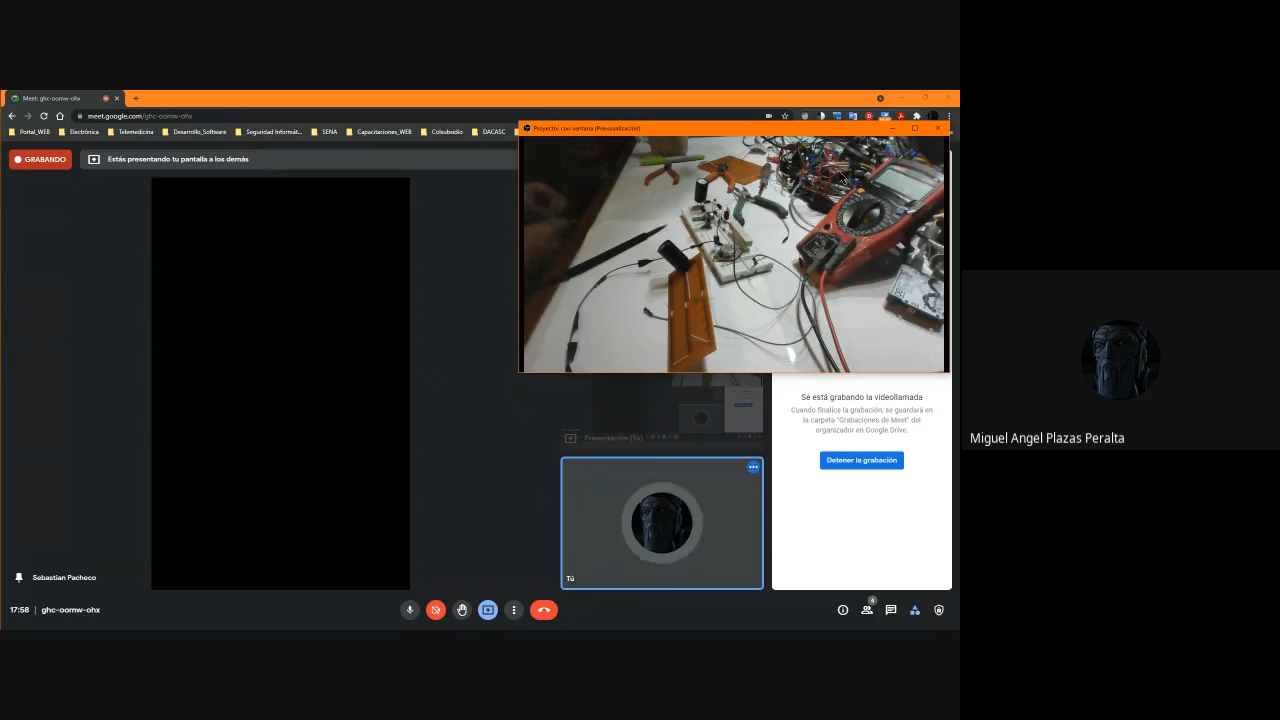 Meet: ghc-oomw-ohx
meet.google.com/ghc-oomw-ohx
Portal_WEB
Electrónica
Telemedicina
Desarrollo_Software
Seguridad Informát...
SENA
Capacitaciones_WEB
Colsubsidio
DACASC
Proyector con ventana (Previsualización)
GRABANDO
Estás presentando tu pantalla a los demás
Se está grabando la videollamada
Cuando finalice la grabación, se guardará en
la carpeta "Grabaciones de Meet" del
organizador en Google Drive.
Presentación (Tú)
Miguel Angel Plazas Peralta
Detener la grabación
Sebastian Pacheco
Tú
17:58 | ghc-oomw-ohx
4